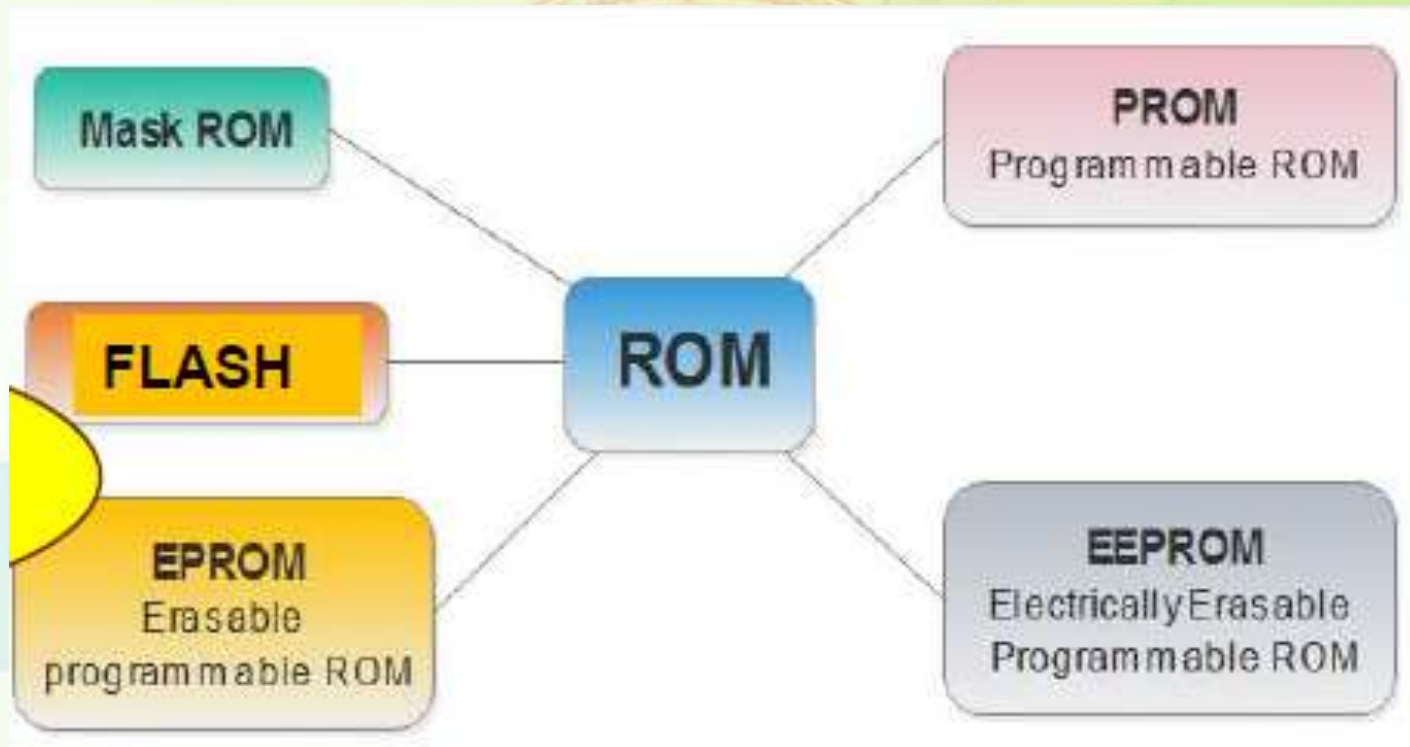 Mask ROM
PROM
Programmable ROM
FLASH
ROM
EPROM
Erasable
programmable ROM
EEPROM
Electrically Erasable
Programmable ROM